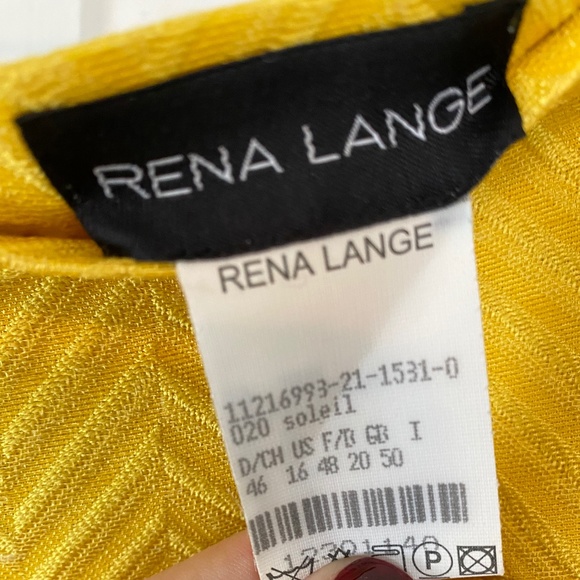 RENA LANGE
RENA LANGE
11216993-21-1531-0
020 soleil
D/CH US F/B GB I
46 16 48 20 50
P